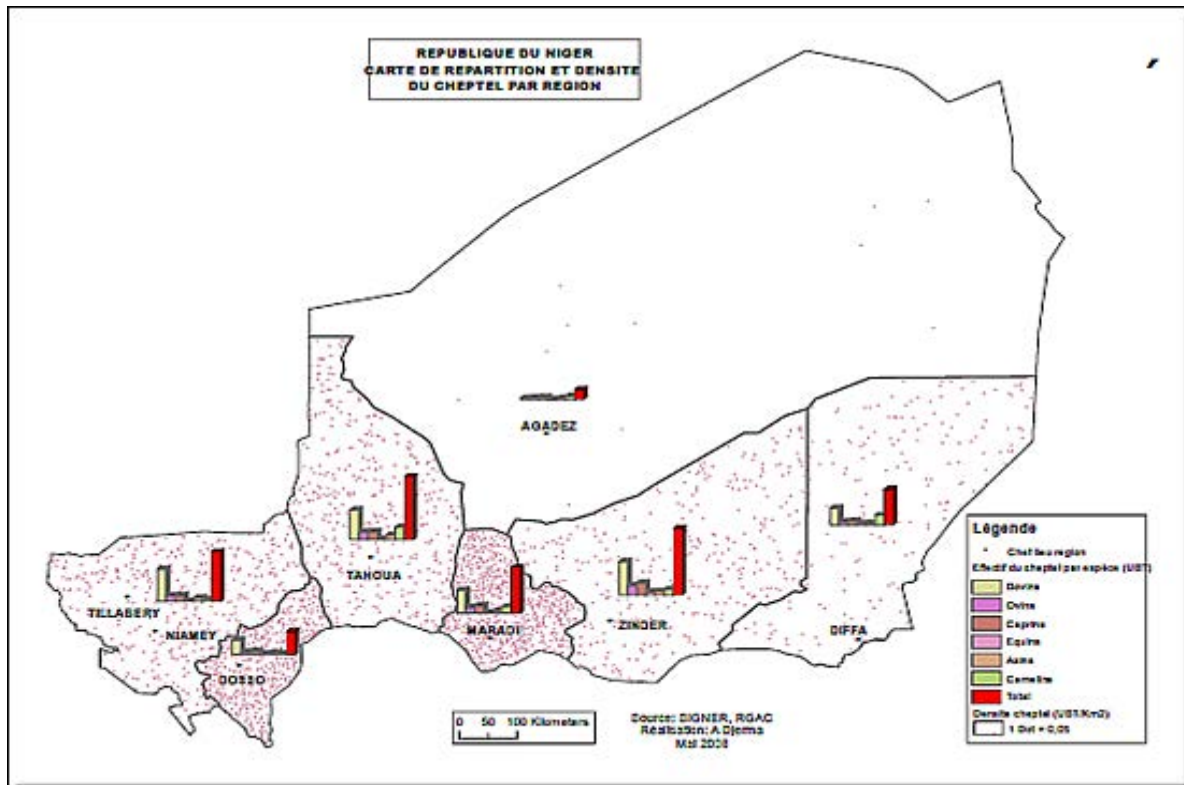 REPUBLIQUE DU NIGER
CARTE DE REPARTITION ET DENSITE
DU CHEPTEL PAR REGION
AGADEZ
TAHOUA
TILLABERY
NIAMEY
MARADI
ZINDER
DIFFA
DOSSO
Légende
Chef lieu region
Effectif du cheptel par espèce (UBT)
Bovins
Ovins
Caprins
Equins
Asins
Camelins
Total
Densite cheptel (UBT/Km2)
1 Dot = 0,05
0 50 100 Kilometers
Source: SIGNER, RGAC
Réalisation: A Djerma
Mai 2008